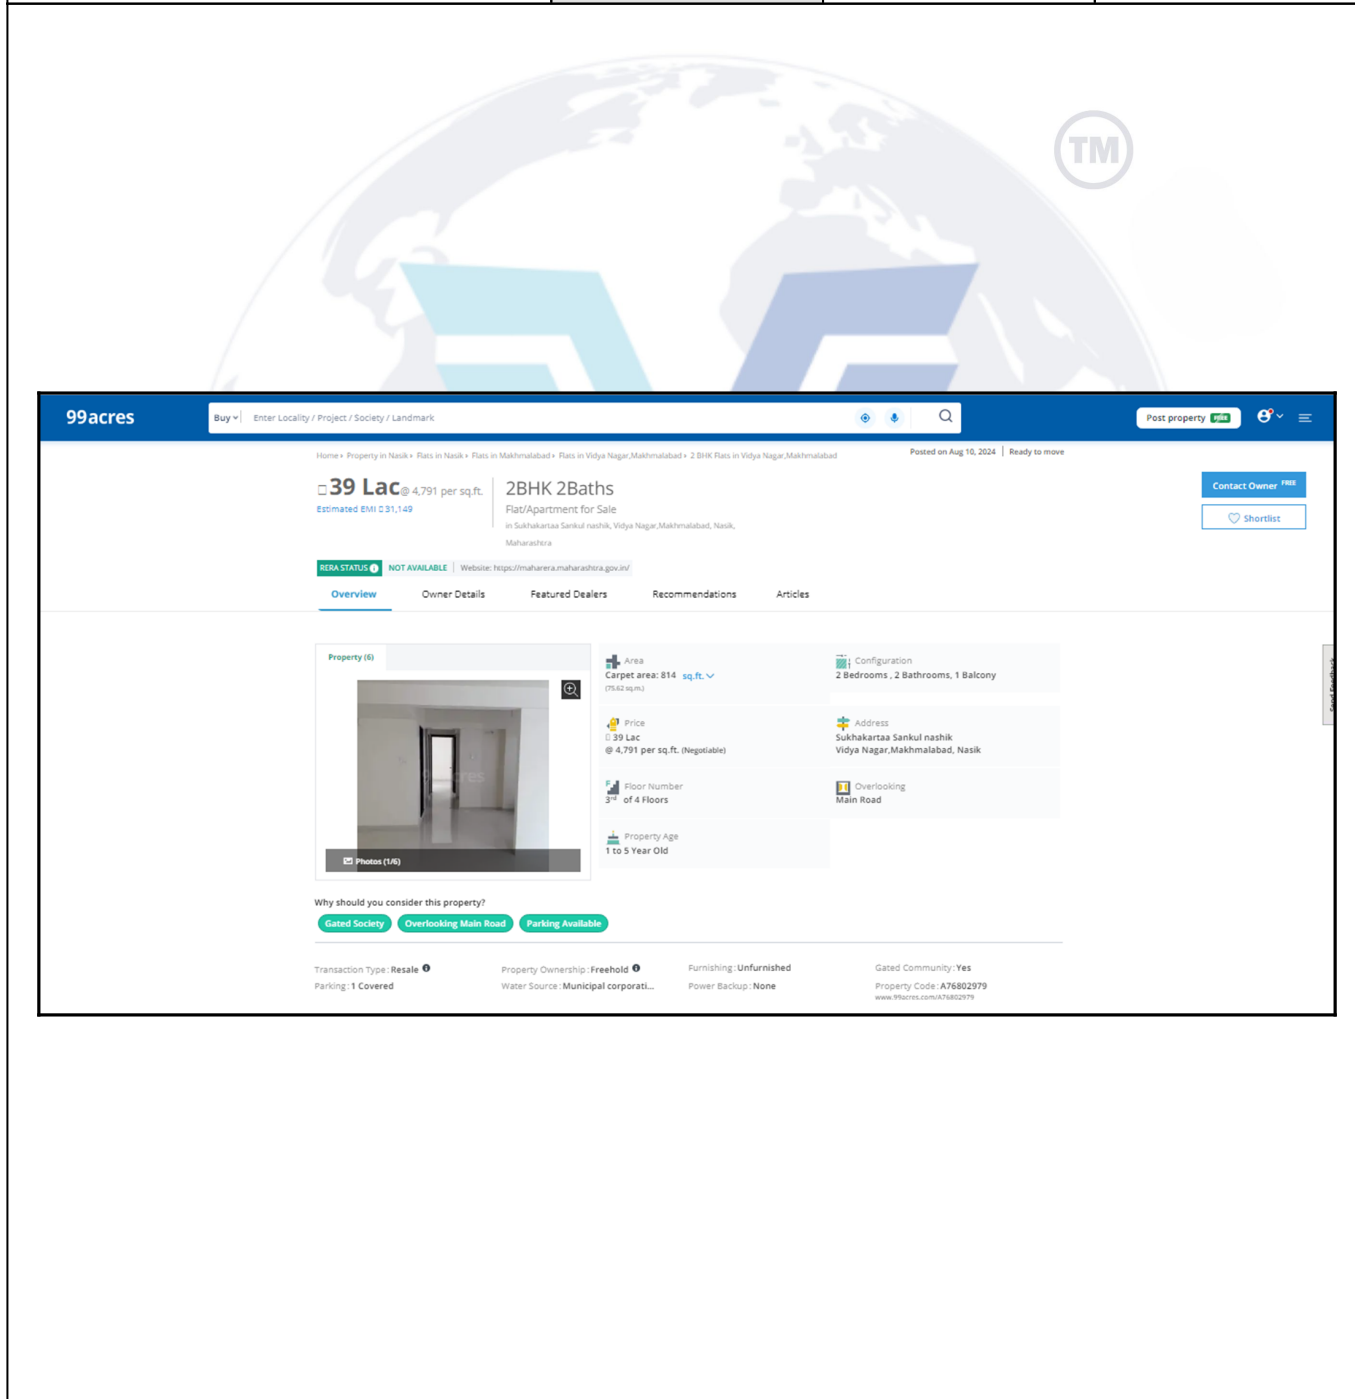 TM
99acres
Buy
Enter Locality / Project / Society / Landmark
Post property FREE
Home › Property in Nasik › Flats in Nasik › Flats in Makhmalabad › Flats in Vidya Nagar,Makhmalabad › 2 BHK Flats in Vidya Nagar,Makhmalabad
Posted on Aug 10, 2024 | Ready to move
39 Lac @ 4,791 per sq.ft.
Estimated EMI 31,149
2BHK 2Baths
Flat/Apartment for Sale
in Sukhakartaa Sankul nashik, Vidya Nagar,Makhmalabad, Nasik,
Maharashtra
Contact Owner FREE
Shortlist
RERA STATUS NOT AVAILABLE | Website: https://maharera.maharashtra.gov.in/
Overview Owner Details Featured Dealers Recommendations Articles
Property (6)
99acres
Photos (1/6)
Area
Carpet area: 814 sq.ft.
(75.62 sq.m.)
Configuration
2 Bedrooms , 2 Bathrooms, 1 Balcony
Price
39 Lac
@ 4,791 per sq.ft. (Negotiable)
Address
Sukhakartaa Sankul nashik
Vidya Nagar,Makhmalabad, Nasik
Floor Number
3rd of 4 Floors
Overlooking
Main Road
Property Age
1 to 5 Year Old
Send Feedback
Why should you consider this property?
Gated Society Overlooking Main Road Parking Available
Transaction Type: Resale Property Ownership: Freehold Furnishing: Unfurnished Gated Community: Yes
Parking: 1 Covered Water Source: Municipal corporati... Power Backup: None Property Code: A76802979
www.99acres.com/A76802979